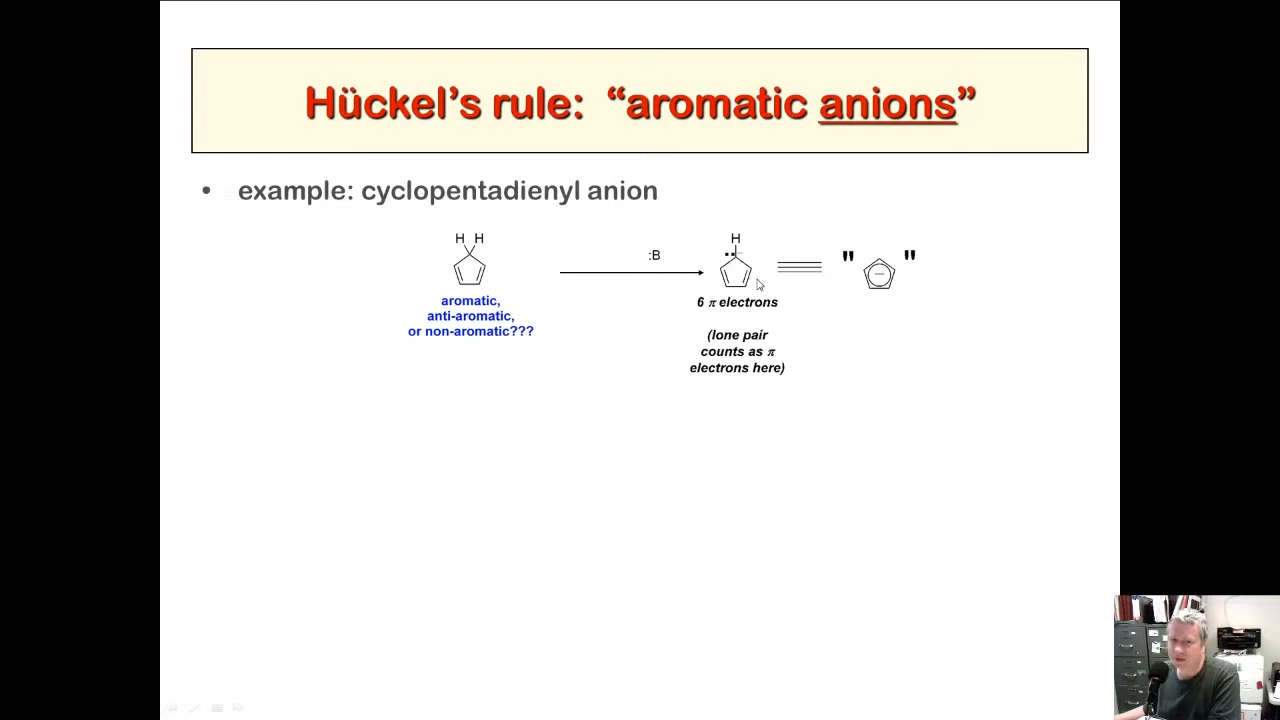 Hückel’s rule: “aromatic anions”
• example: cyclopentadienyl anion
H H
:B
H
" "
aromatic,
anti-aromatic,
or non-aromatic???
6 π electrons
(lone pair
counts as π
electrons here)